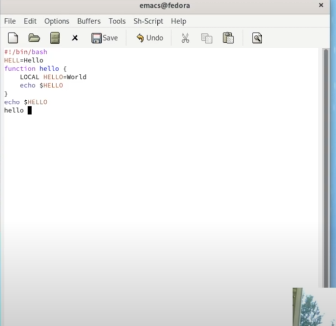 emacs@fedora
File Edit Options Buffers Tools Sh-Script Help
Save Undo
#!/bin/bash
HELL=Hello
function hello {
LOCAL HELLO=World
echo $HELLO
}
echo $HELLO
hello